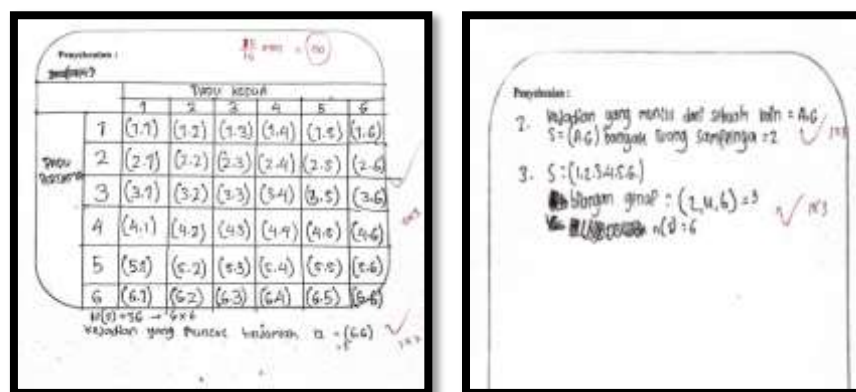 Penyelesaian :
Dadu kedua
1 2 3 4 5 6
1 (1.1) (1.2) (1.3) (1.4) (1.5) (1.6)
2 (2.1) (2.2) (2.3) (2.4) (2.5) (2.6)
3 (3.1) (3.2) (3.3) (3.4) (3.5) (3.6)
4 (4.1) (4.2) (4.3) (4.4) (4.5) (4.6)
5 (5.1) (5.2) (5.3) (5.4) (5.5) (5.6)
6 (6.1) (6.2) (6.3) (6.4) (6.5) (6.6)
N(S) = 36 → 6x6
kejadian yang muncul berjumlah 12 = (6.6)
Penyelesaian :
2. kejadian yang muncul dari sebuah koin = A.G
S = (A.G) banyak ruang sampelnya = 2
3. S : (1.2.3.4.5.6.)
bilangan genap : (2,4,6) = 3
n(s) = 6